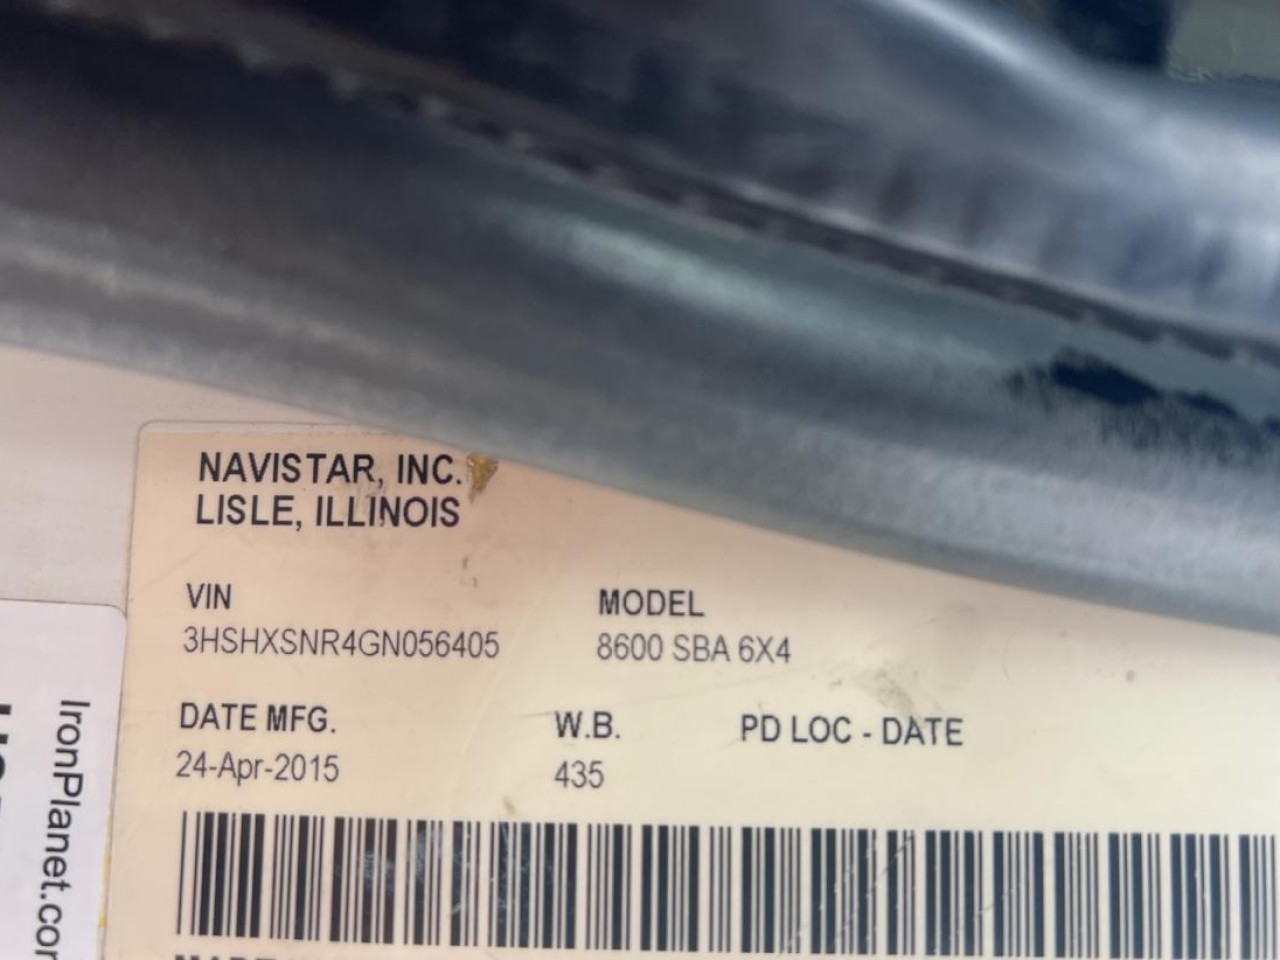 NAVISTAR, INC.
LISLE, ILLINOIS
VIN
3HSHXSNR4GN056405
MODEL
8600 SBA 6X4
DATE MFG.
24-Apr-2015
W.B.
435
PD LOC - DATE
IronPlanet.com